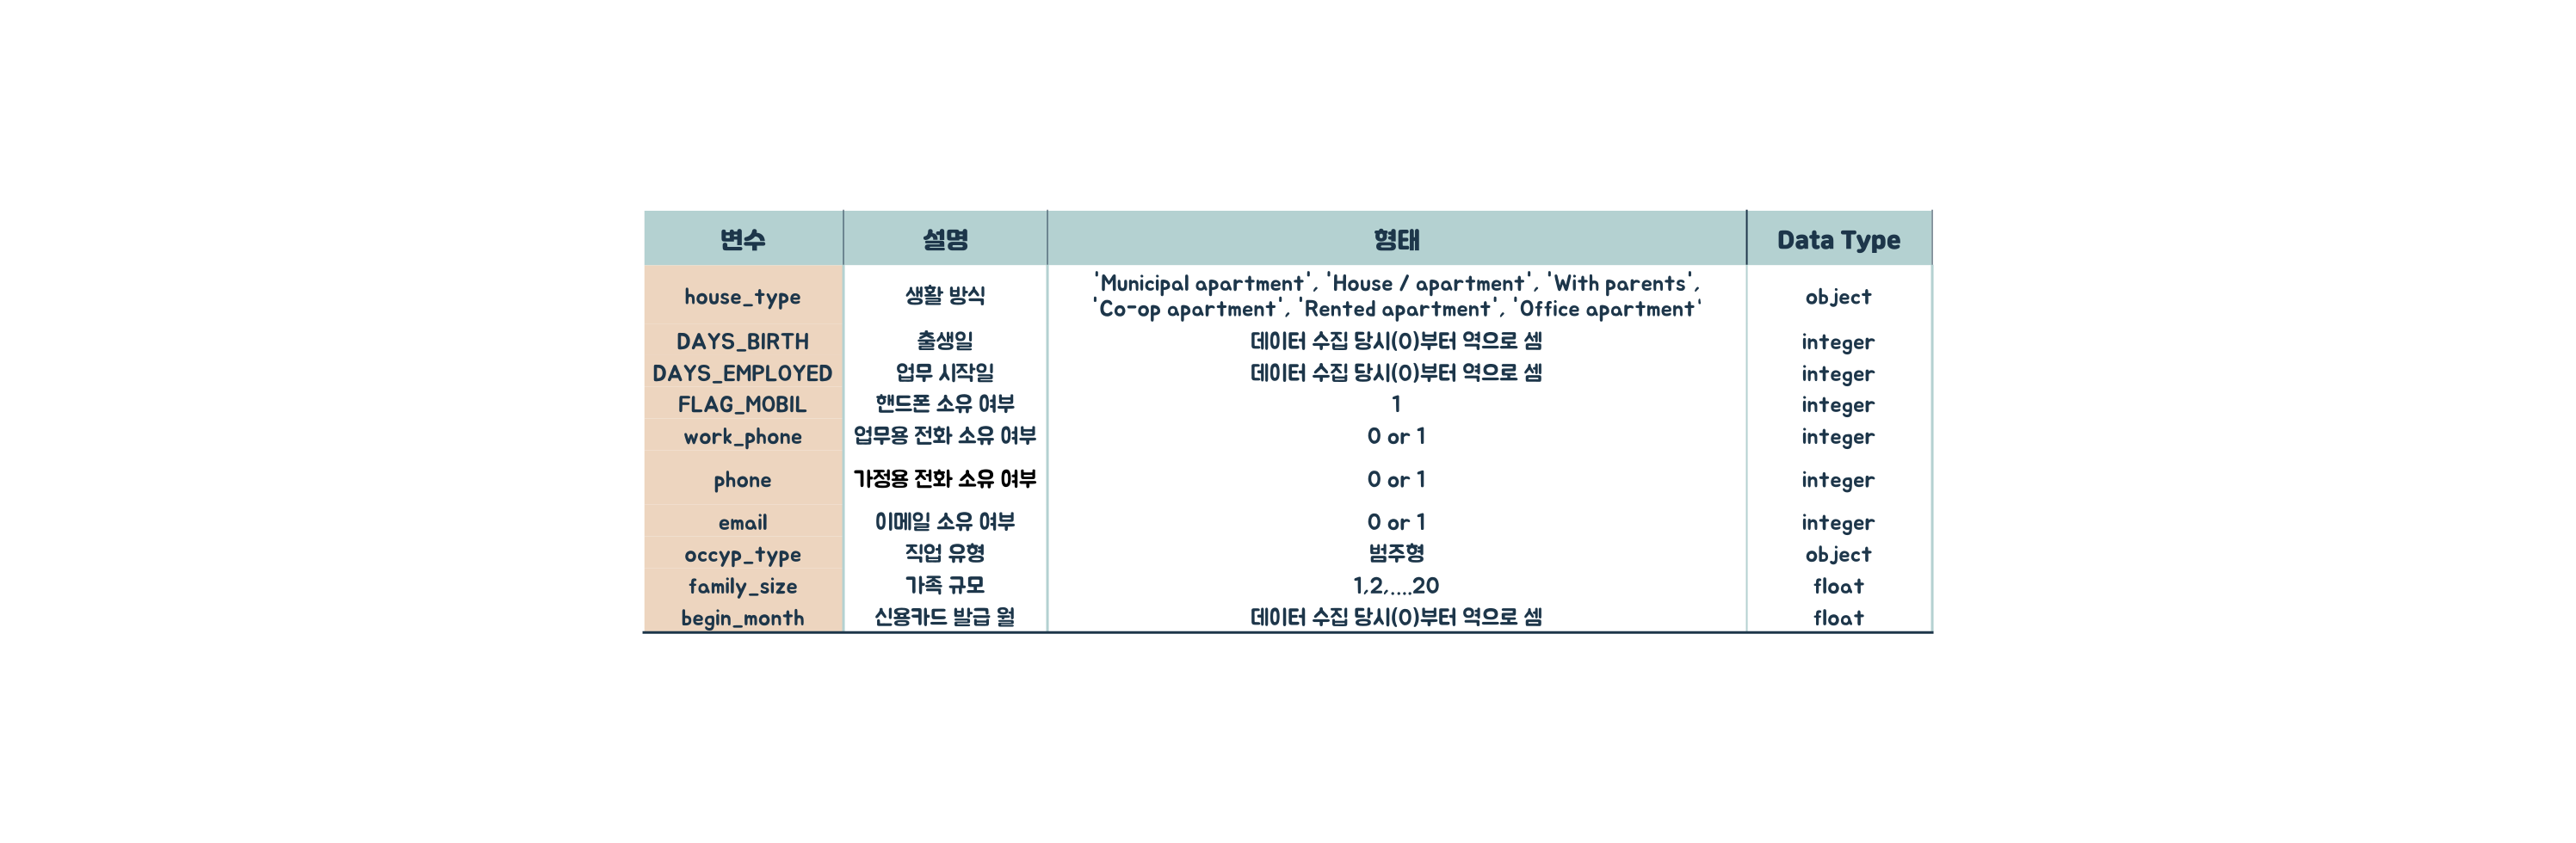 변수 설명 형태 Data Type
house_type 생활 방식 'Municipal apartment', 'House / apartment', 'With parents',
'Co-op apartment', 'Rented apartment', 'Office apartment' object
DAYS_BIRTH 출생일 데이터 수집 당시(0)부터 역으로 셈 integer
DAYS_EMPLOYED 업무 시작일 데이터 수집 당시(0)부터 역으로 셈 integer
FLAG_MOBIL 핸드폰 소유 여부 1 integer
work_phone 업무용 전화 소유 여부 0 or 1 integer
phone 가정용 전화 소유 여부 0 or 1 integer
email 이메일 소유 여부 0 or 1 integer
occyp_type 직업 유형 범주형 object
family_size 가족 규모 1,2,....20 float
begin_month 신용카드 발급 월 데이터 수집 당시(0)부터 역으로 셈 float